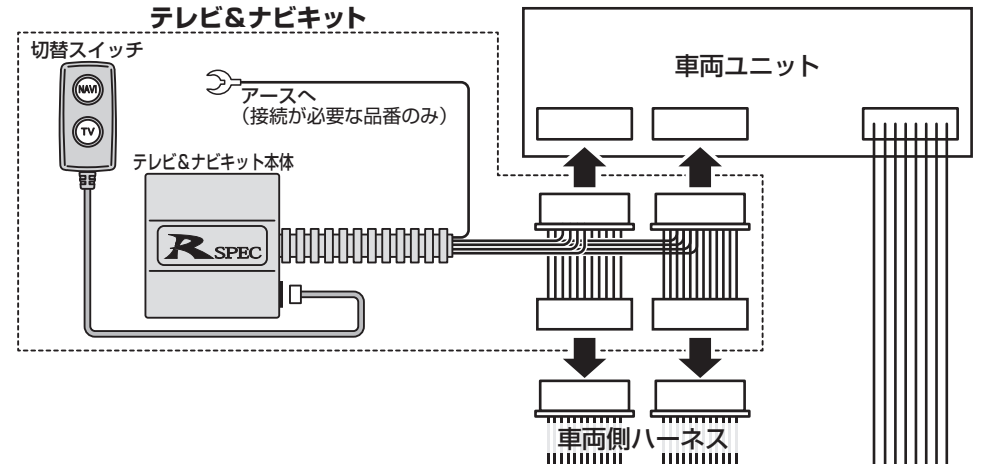 テレビ&ナビキット
切替スイッチ
NAVI
TV
アースへ
（接続が必要な品番のみ）
テレビ&ナビキット本体
R SPEC
車両ユニット
車両側ハーネス